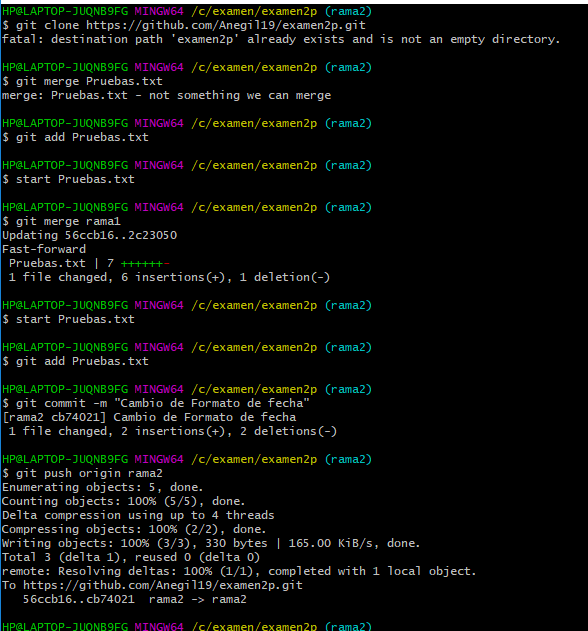 HP@LAPTOP-JUQNB9FG MINGW64 /c/examen/examen2p (rama2)
$ git clone https://github.com/Anegil19/examen2p.git
fatal: destination path 'examen2p' already exists and is not an empty directory.
HP@LAPTOP-JUQNB9FG MINGW64 /c/examen/examen2p (rama2)
$ git merge Pruebas.txt
merge: Pruebas.txt - not something we can merge
HP@LAPTOP-JUQNB9FG MINGW64 /c/examen/examen2p (rama2)
$ git add Pruebas.txt
HP@LAPTOP-JUQNB9FG MINGW64 /c/examen/examen2p (rama2)
$ start Pruebas.txt
HP@LAPTOP-JUQNB9FG MINGW64 /c/examen/examen2p (rama2)
$ git merge rama1
Updating 56ccb16..2c23050
Fast-forward
 Pruebas.txt | 7 ++++++-
 1 file changed, 6 insertions(+), 1 deletion(-)
HP@LAPTOP-JUQNB9FG MINGW64 /c/examen/examen2p (rama2)
$ start Pruebas.txt
HP@LAPTOP-JUQNB9FG MINGW64 /c/examen/examen2p (rama2)
$ git add Pruebas.txt
HP@LAPTOP-JUQNB9FG MINGW64 /c/examen/examen2p (rama2)
$ git commit -m "Cambio de Formato de fecha"
[rama2 cb74021] Cambio de Formato de fecha
 1 file changed, 2 insertions(+), 2 deletions(-)
HP@LAPTOP-JUQNB9FG MINGW64 /c/examen/examen2p (rama2)
$ git push origin rama2
Enumerating objects: 5, done.
Counting objects: 100% (5/5), done.
Delta compression using up to 4 threads
Compressing objects: 100% (2/2), done.
Writing objects: 100% (3/3), 330 bytes | 165.00 KiB/s, done.
Total 3 (delta 1), reused 0 (delta 0)
remote: Resolving deltas: 100% (1/1), completed with 1 local object.
To https://github.com/Anegil19/examen2p.git
   56ccb16..cb74021  rama2 -> rama2
HP@LAPTOP-JUQNB9FG MINGW64 /c/examen/examen2p (rama2)